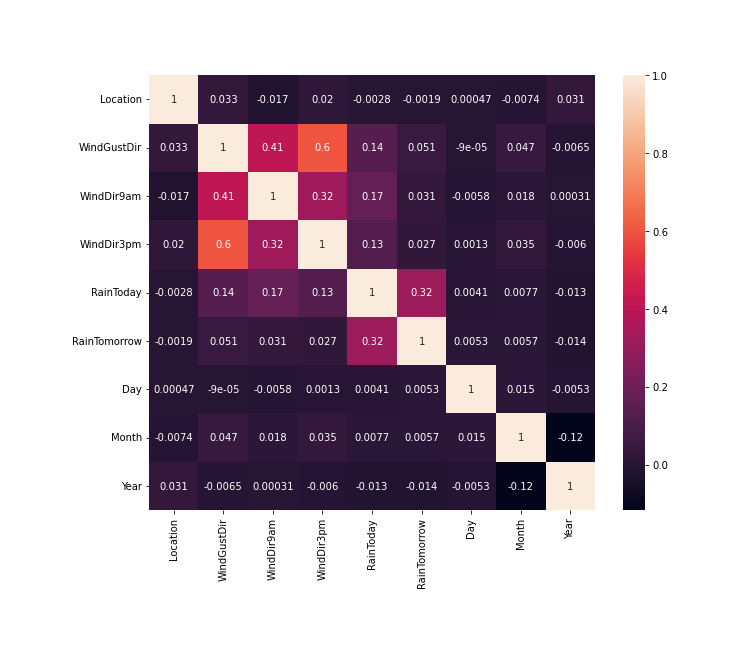 Location 1 0.033 -0.017 0.02 -0.0028 -0.0019 0.00047 -0.0074 0.031
WindGustDir 0.033 1 0.41 0.6 0.14 0.051 -9e-05 0.047 -0.0065
WindDir9am -0.017 0.41 1 0.32 0.17 0.031 -0.0058 0.018 0.00031
WindDir3pm 0.02 0.6 0.32 1 0.13 0.027 0.0013 0.035 -0.006
RainToday -0.0028 0.14 0.17 0.13 1 0.32 0.0041 0.0077 -0.013
RainTomorrow -0.0019 0.051 0.031 0.027 0.32 1 0.0053 0.0057 -0.014
Day 0.00047 -9e-05 -0.0058 0.0013 0.0041 0.0053 1 0.015 -0.0053
Month -0.0074 0.047 0.018 0.035 0.0077 0.0057 0.015 1 -0.12
Year 0.031 -0.0065 0.00031 -0.006 -0.013 -0.014 -0.0053 -0.12 1
Location WindGustDir WindDir9am WindDir3pm RainToday RainTomorrow Day Month Year
1.0
0.8
0.6
0.4
0.2
0.0